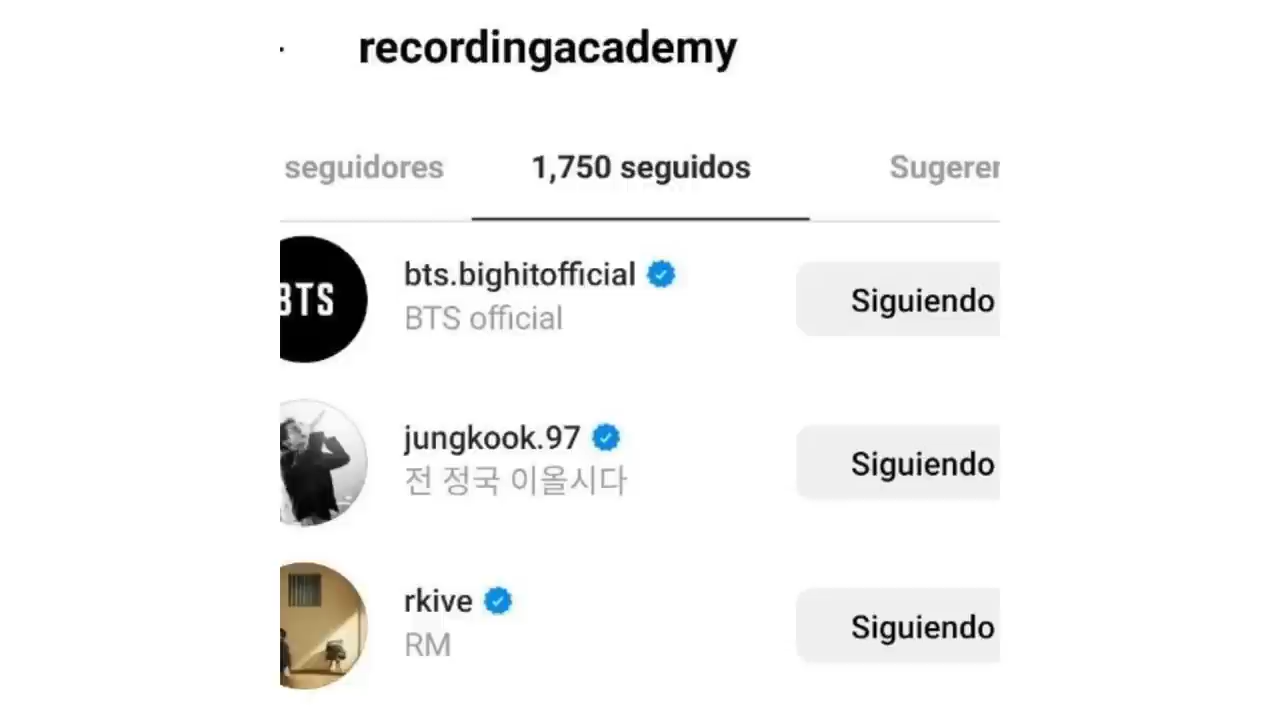 recordingacademy
seguidores
1,750 seguidos
BTS
bts.bighitofficial
BTS official
Siguiendo
jungkook.97
전 정국 이올시다
Siguiendo
rkive
RM
Siguiendo